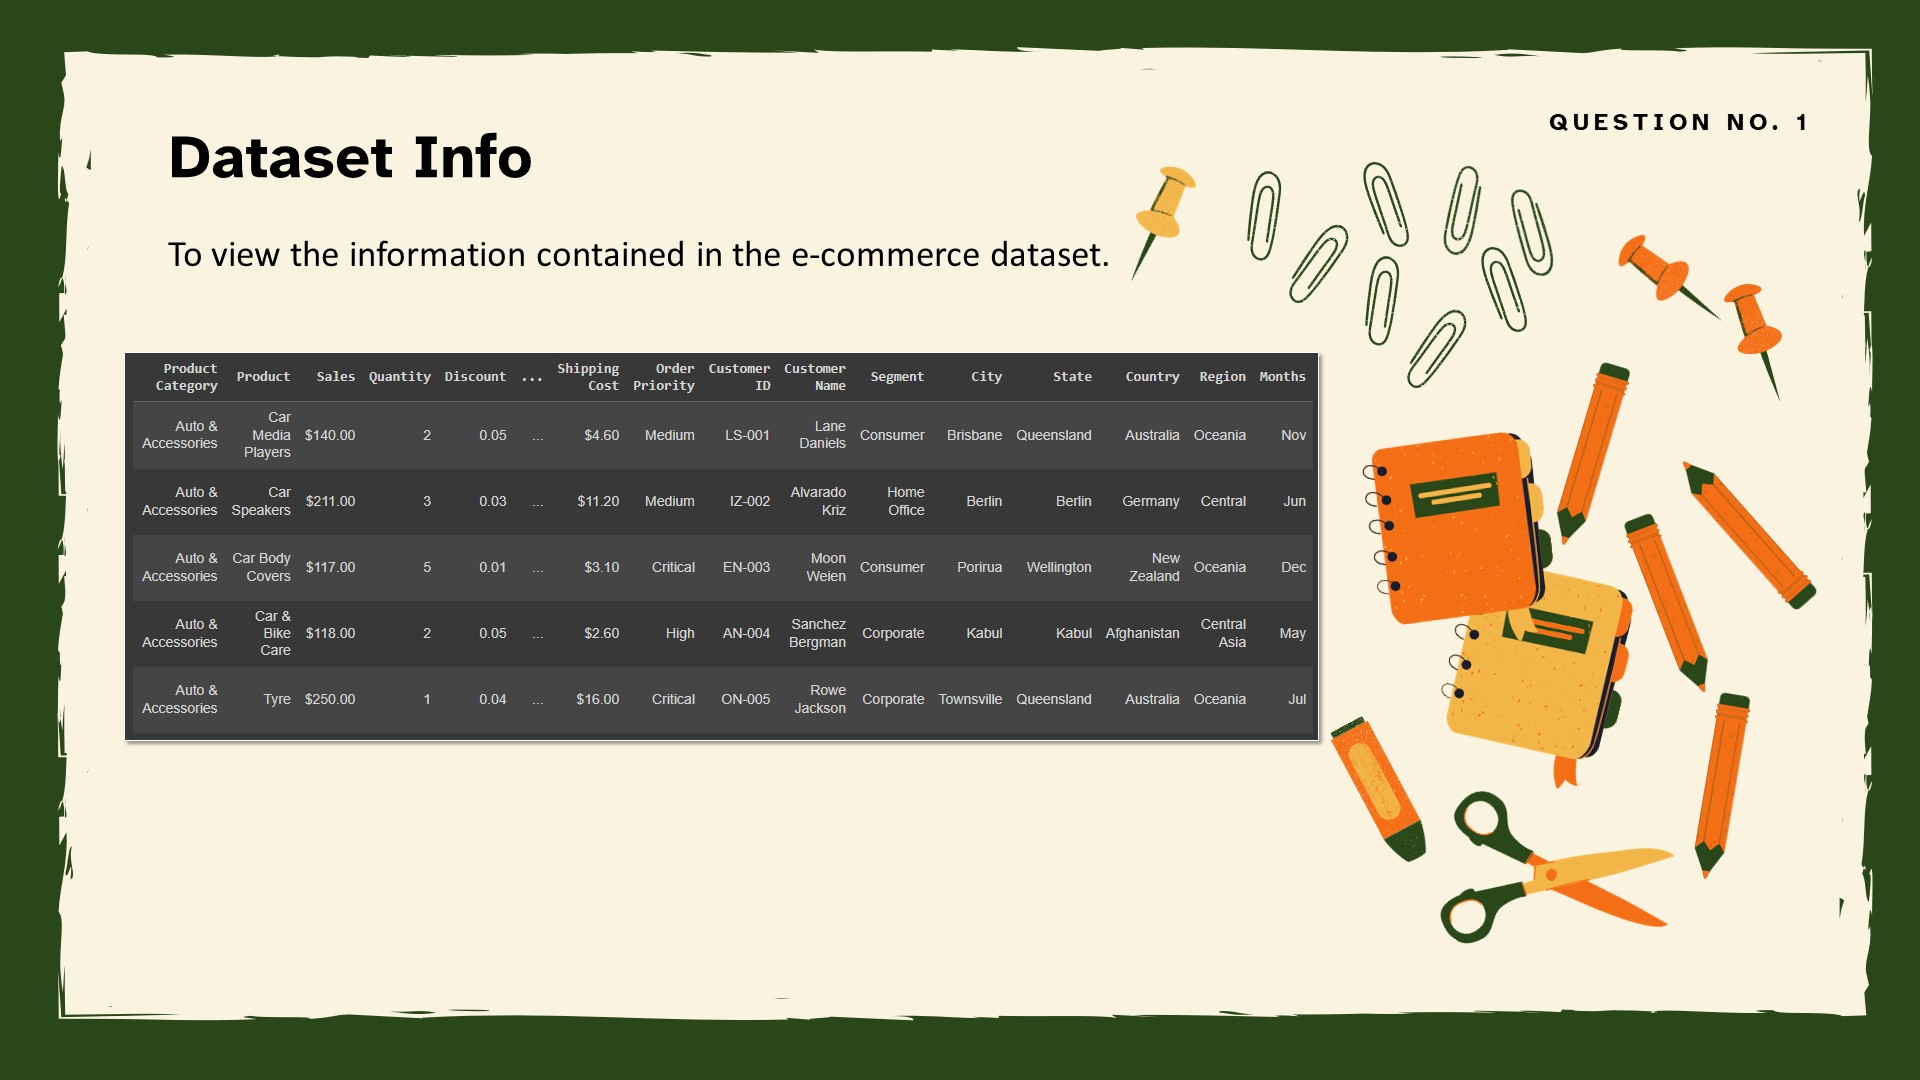 QUESTION NO. 1
Dataset Info
To view the information contained in the e-commerce dataset.
Product Category Product Sales Quantity Discount ... Shipping Cost Order Priority Customer ID Customer Name Segment City State Country Region Months
Auto & Accessories Car Media Players $140.00 2 0.05 ... $4.60 Medium LS-001 Lane Daniels Consumer Brisbane Queensland Australia Oceania Nov
Auto & Accessories Car Speakers $211.00 3 0.03 ... $11.20 Medium IZ-002 Alvarado Kriz Home Office Berlin Berlin Germany Central Jun
Auto & Accessories Car Body Covers $117.00 5 0.01 ... $3.10 Critical EN-003 Moon Weien Consumer Porirua Wellington New Zealand Oceania Dec
Auto & Accessories Car & Bike Care $118.00 2 0.05 ... $2.60 High AN-004 Sanchez Bergman Corporate Kabul Kabul Afghanistan Central Asia May
Auto & Accessories Tyre $250.00 1 0.04 ... $16.00 Critical ON-005 Rowe Jackson Corporate Townsville Queensland Australia Oceania Jul